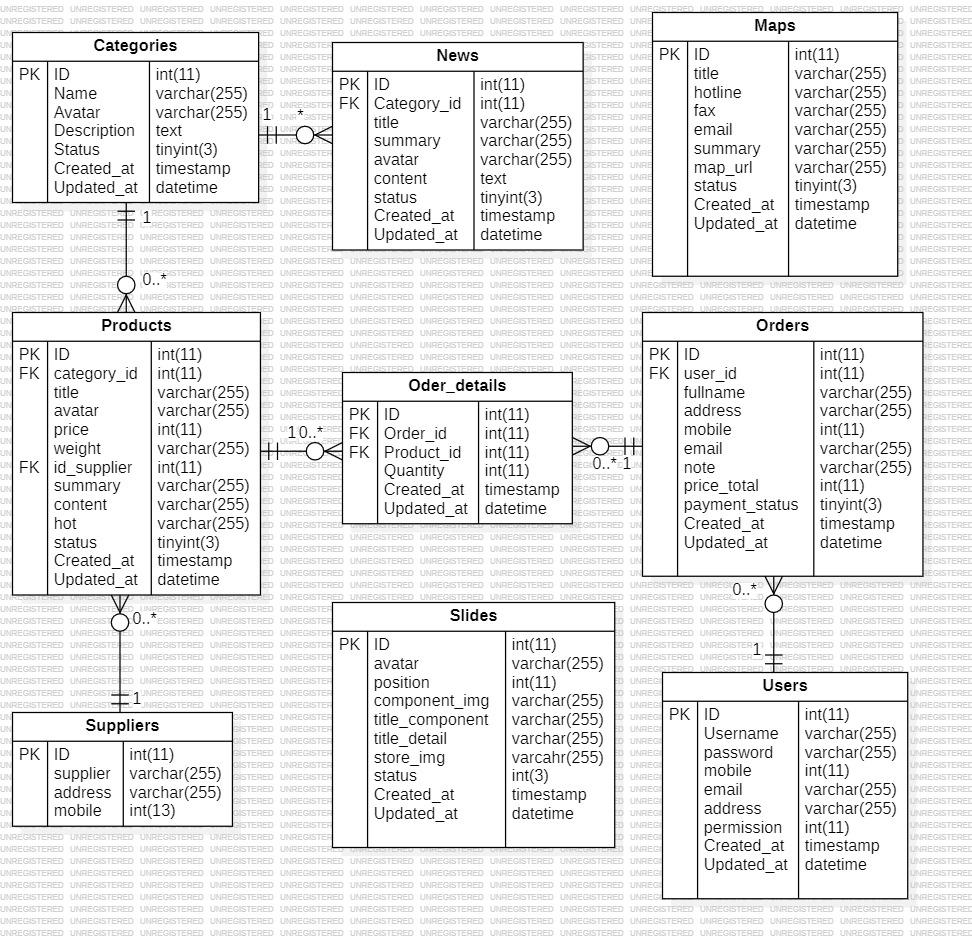 Categories
PK ID int(11)
Name varchar(255)
Avatar varchar(255)
Description text
Status tinyint(3)
Created_at timestamp
Updated_at datetime
1 *
News
PK ID int(11)
FK Category_id int(11)
title varchar(255)
summary varchar(255)
avatar varchar(255)
content text
status tinyint(3)
Created_at timestamp
Updated_at datetime
Maps
PK ID int(11)
title varchar(255)
hotline varchar(255)
fax varchar(255)
email varchar(255)
summary varchar(255)
map_url varchar(255)
status tinyint(3)
Created_at timestamp
Updated_at datetime
1
0..*
Products
PK ID int(11)
FK category_id int(11)
title varchar(255)
avatar varchar(255)
price int(11)
weight varchar(255)
FK id_supplier int(11)
summary varchar(255)
content varchar(255)
hot varchar(255)
status tinyint(3)
Created_at timestamp
Updated_at datetime
1 0..*
Oder_details
PK ID int(11)
FK Order_id int(11)
FK Product_id int(11)
Quantity int(11)
Created_at timestamp
Updated_at datetime
0..* 1
Orders
PK ID int(11)
FK user_id int(11)
fullname varchar(255)
address varchar(255)
mobile int(11)
email varchar(255)
note varchar(255)
price_total int(11)
payment_status tinyint(3)
Created_at timestamp
Updated_at datetime
0..*
1
Suppliers
PK ID int(11)
supplier varchar(255)
address varchar(255)
mobile int(13)
Slides
PK ID int(11)
avatar varchar(255)
position int(11)
component_img varchar(255)
title_component varchar(255)
title_detail varchar(255)
store_img varcahr(255)
status int(3)
Created_at timestamp
Updated_at datetime
0..*
1
Users
PK ID int(11)
Username varchar(255)
password varchar(255)
mobile int(11)
email varchar(255)
address varchar(255)
permission int(11)
Created_at timestamp
Updated_at datetime
UNREGISTERED